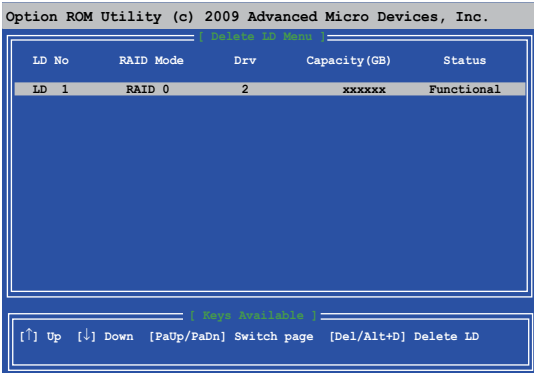 Option ROM Utility (c) 2009 Advanced Micro Devices, Inc.
[ Delete LD Menu ]
LD No RAID Mode Drv Capacity(GB) Status
LD 1 RAID 0 2 xxxxxx Functional
[ Keys Available ]
[↑] Up [↓] Down [PaUp/PaDn] Switch page [Del/Alt+D] Delete LD